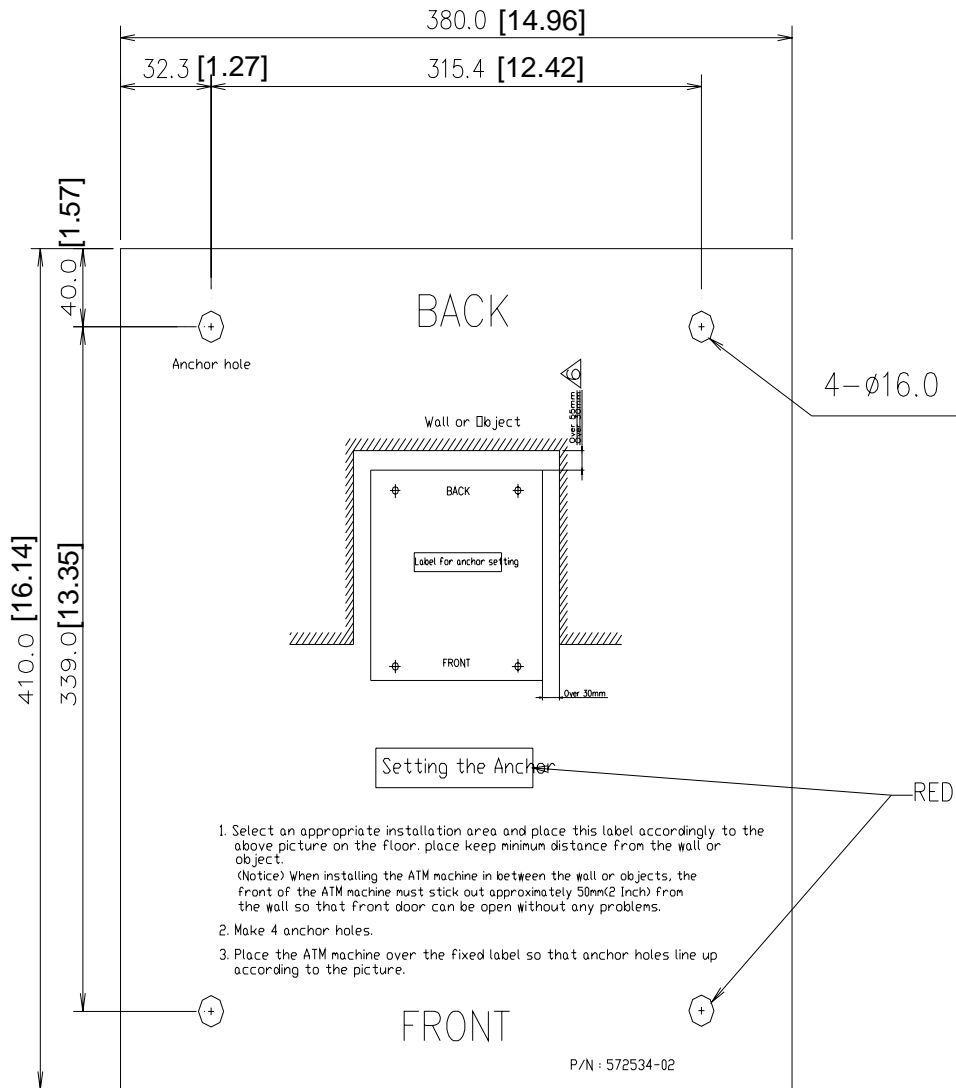 380.0 [14.96]
32.3 [1.27]
315.4 [12.42]
40.0 [1.57]
BACK
Anchor hole
4-ø16.0
6
Over 55mm
Over 30mm
Wall or Object
BACK
Label for anchor setting
FRONT
Over 30mm
410.0 [16.14]
339.0 [13.35]
Setting the Anchor
RED
1. Select an appropriate installation area and place this label accordingly to the
above picture on the floor. place keep minimum distance from the wall or
object.
(Notice) When installing the ATM machine in between the wall or objects, the
front of the ATM machine must stick out approximately 50mm(2 Inch) from
the wall so that front door can be open without any problems.
2. Make 4 anchor holes.
3. Place the ATM machine over the fixed label so that anchor holes line up
according to the picture.
FRONT
P/N : 572534-02